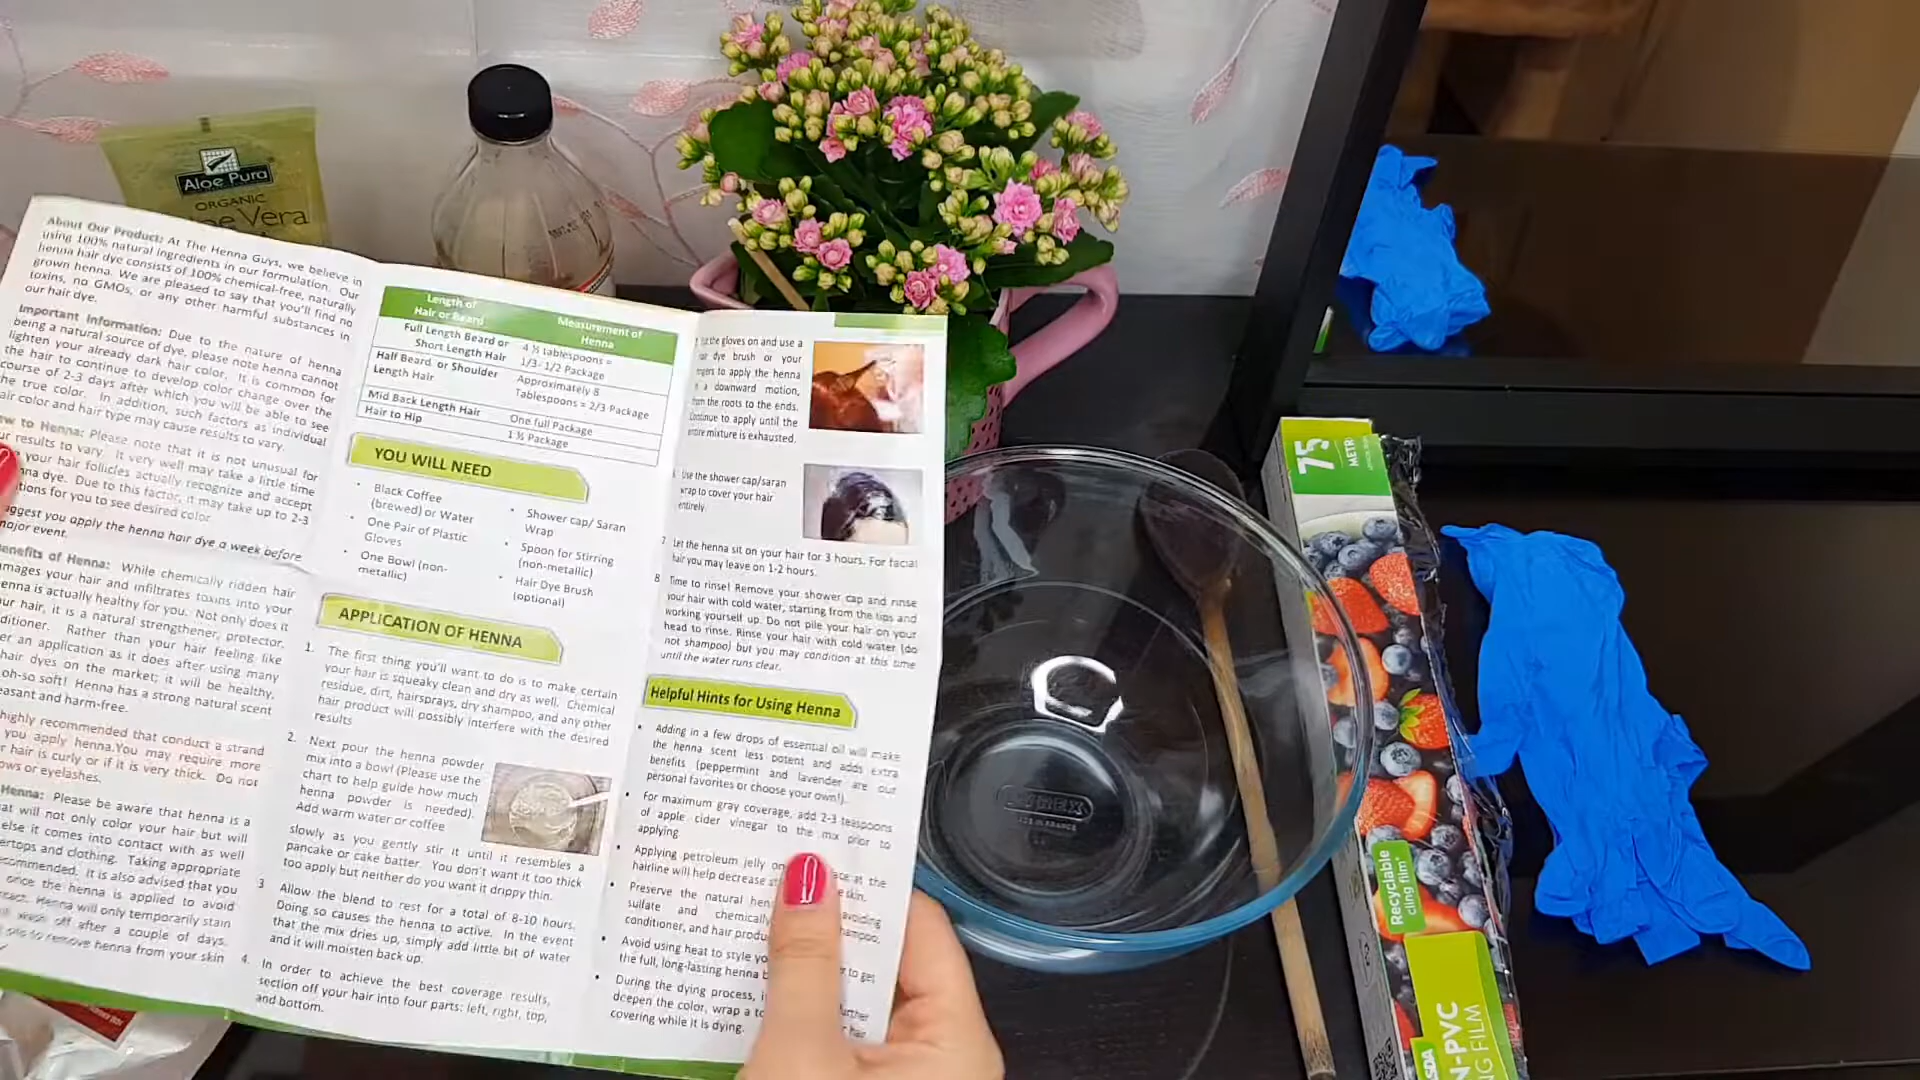 Aloe Pura
ORGANIC
Vera
About Our Product: At The Henna Guys, we believe in
using 100% natural ingredients in our formulation. Our
henna hair dye consists of 100% chemical-free, naturally
grown henna. We are pleased to say that you'll find no
toxins, no GMOs, or any other harmful substances in
our hair dye.
Important Information: Due to the nature of henna
being a natural source of dye, please note henna cannot
lighten your already dark hair color. It is common for
the hair to continue to develop color change over the
course of 2-3 days after which you will be able to see
the true color. In addition, such factors as individual
hair color and hair type may cause results to vary.
to Henna: Please note that it is not unusual for
results to vary. It very well may take a little time
your hair follicles actually recognize and accept
dye. Due to this factor, it may take up to 2-3
for you to see desired color.
you apply the henna hair dye a week before
major event.
Benefits of Henna: While chemically ridden hair
your hair and infiltrates toxins into your
henna is actually healthy for you. Not only does it
hair, it is a natural strengthener, protector,
Rather than your hair feeling like
an application as it does after using many
hair dyes on the market; it will be healthy,
oh-so soft! Henna has a strong natural scent
and harm-free.
highly recommended that conduct a strand
you apply henna.You may require more
hair is curly or if it is very thick. Do not
or eyelashes.
Henna: Please be aware that henna is a
will not only color your hair but will
else it comes into contact with as well
and clothing. Taking appropriate
it is also advised that you
once the henna is applied to avoid
Henna will only temporarily stain
wash off after a couple of days.
to remove henna from your skin
Length of
Hair or Beard
Measurement of
Henna
Full Length Beard or
Short Length Hair
4 ½ tablespoons =
1/3- 1/2 Package
Half Beard or Shoulder
Length Hair
Approximately 8
Tablespoons = 2/3 Package
Mid Back Length Hair
One full Package
Hair to Hip
1 ½ Package
YOU WILL NEED
• Black Coffee
(brewed) or Water
• One Pair of Plastic
Gloves
• One Bowl (non-
metallic)
• Shower cap/ Saran
Wrap
• Spoon for Stirring
(non-metallic)
• Hair Dye Brush
(optional)
APPLICATION OF HENNA
1. The first thing you'll want to do is to make certain
your hair is squeaky clean and dry as well. Chemical
residue, dirt, hairsprays, dry shampoo, and any other
hair product will possibly interfere with the desired
results
2. Next pour the henna powder
mix into a bowl (Please use the
chart to help guide how much
henna powder is needed).
Add warm water or coffee
slowly as you gently stir it until it resembles a
pancake or cake batter. You don't want it too thick
too apply but neither do you want it drippy thin.
3 Allow the blend to rest for a total of 8-10 hours.
Doing so causes the henna to active. In the event
that the mix dries up, simply add little bit of water
and it will moisten back up.
4. In order to achieve the best coverage results,
section off your hair into four parts: left, right, top,
and bottom.
the gloves on and use a
dye brush or your
to apply the henna
a downward motion,
from the roots to the ends.
Continue to apply until the
entire mixture is exhausted.
Use the shower cap/saran
wrap to cover your hair
entirely
7. Let the henna sit on your hair for 3 hours. For facial
hair you may leave on 1-2 hours.
8. Time to rinse! Remove your shower cap and rinse
your hair with cold water, starting from the tips and
working yourself up. Do not pile your hair on your
head to rinse. Rinse your hair with cold water (do
not shampoo) but you may condition at this time
until the water runs clear.
Helpful Hints for Using Henna
• Adding in a few drops of essential oil will make
the henna scent less potent and adds extra
benefits (peppermint and lavender are our
personal favorites or choose your own!).
• For maximum gray coverage, add 2-3 teaspoons
of apple cider vinegar to the mix prior to
applying
• Applying petroleum jelly at the
hairline will help decrease skin.
• Preserve the natural avoiding
sulfate and chemically shampoo,
conditioner, and hair
• Avoid using heat to style to get
the full, long-lasting henna
• During the dying process, further
deepen the color, wrap a hair
covering while it is dying.
PYREX
75
METR
Recyclable
cling film
N-PVC
NG FILM